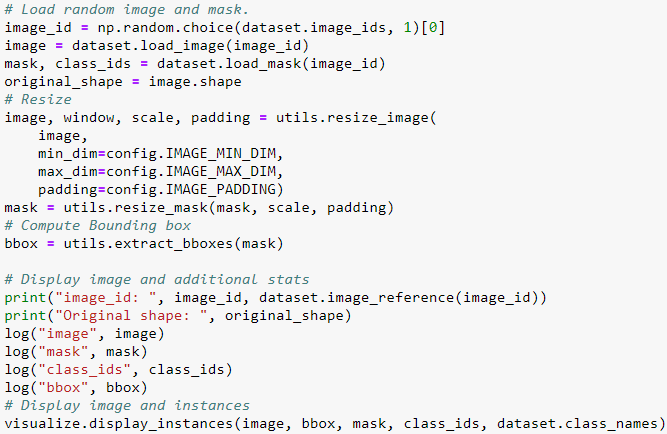 # Load random image and mask.
image_id = np.random.choice(dataset.image_ids, 1)[0]
image = dataset.load_image(image_id)
mask, class_ids = dataset.load_mask(image_id)
original_shape = image.shape
# Resize
image, window, scale, padding = utils.resize_image(
    image,
    min_dim=config.IMAGE_MIN_DIM,
    max_dim=config.IMAGE_MAX_DIM,
    padding=config.IMAGE_PADDING)
mask = utils.resize_mask(mask, scale, padding)
# Compute Bounding box
bbox = utils.extract_bboxes(mask)

# Display image and additional stats
print("image_id: ", image_id, dataset.image_reference(image_id))
print("Original shape: ", original_shape)
log("image", image)
log("mask", mask)
log("class_ids", class_ids)
log("bbox", bbox)
# Display image and instances
visualize.display_instances(image, bbox, mask, class_ids, dataset.class_names)